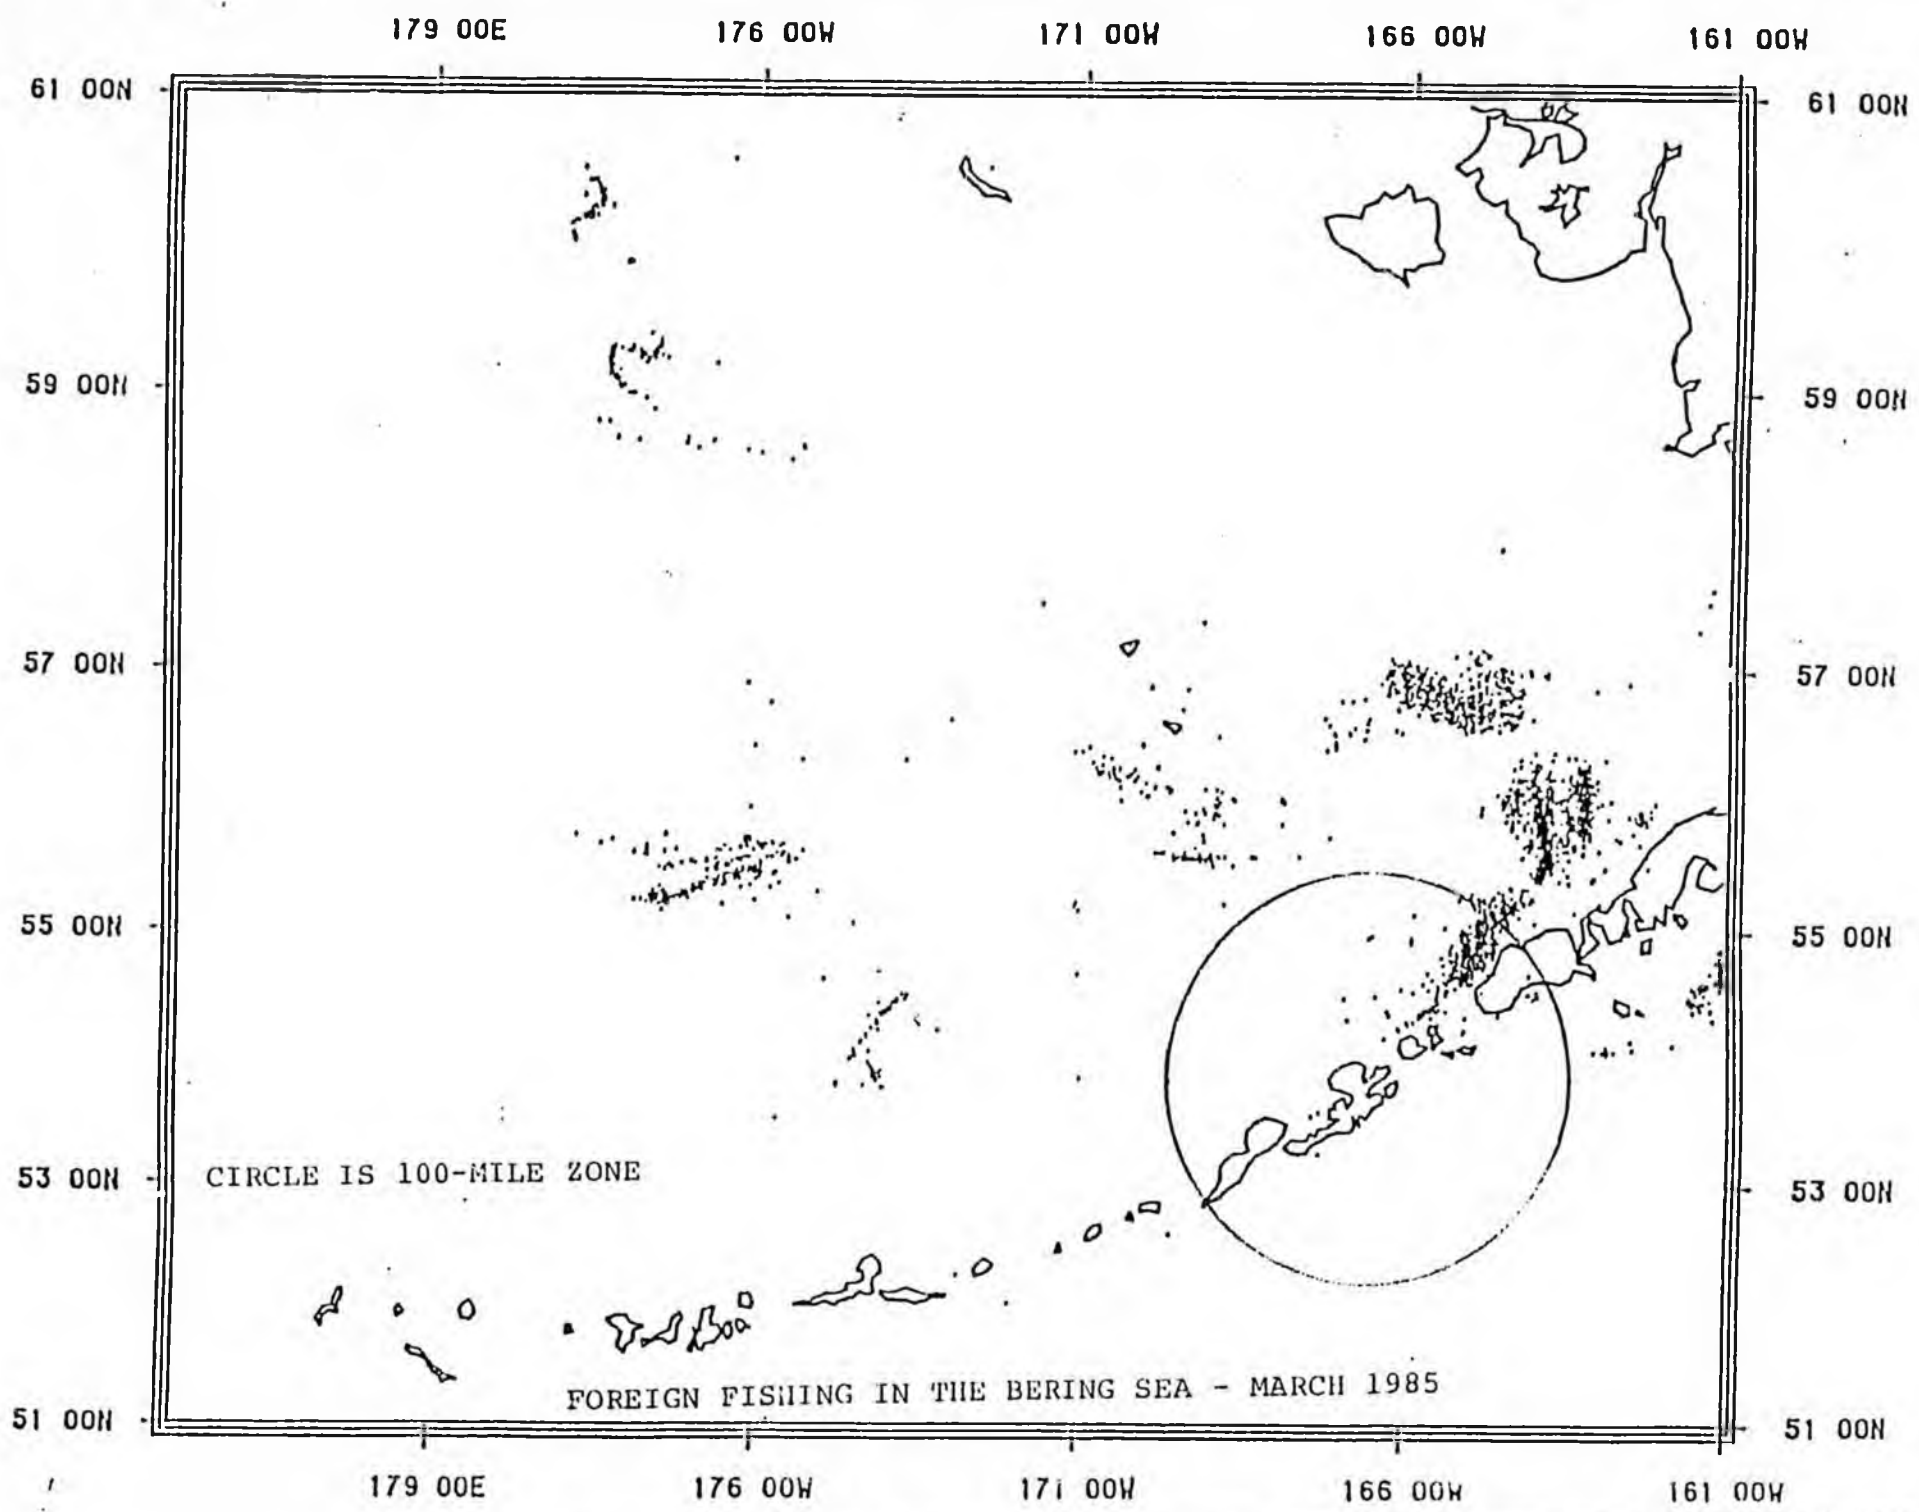 179 00E 176 00W 171 00W 166 00W 161 00W
61 00N 61 00N
59 00N 59 00N
57 00N 57 00N
55 00N 55 00N
53 00N CIRCLE IS 100-MILE ZONE 53 00N
FOREIGN FISHING IN THE BERING SEA - MARCH 1985
51 00N 51 00N
179 00E 176 00W 171 00W 166 00W 161 00W